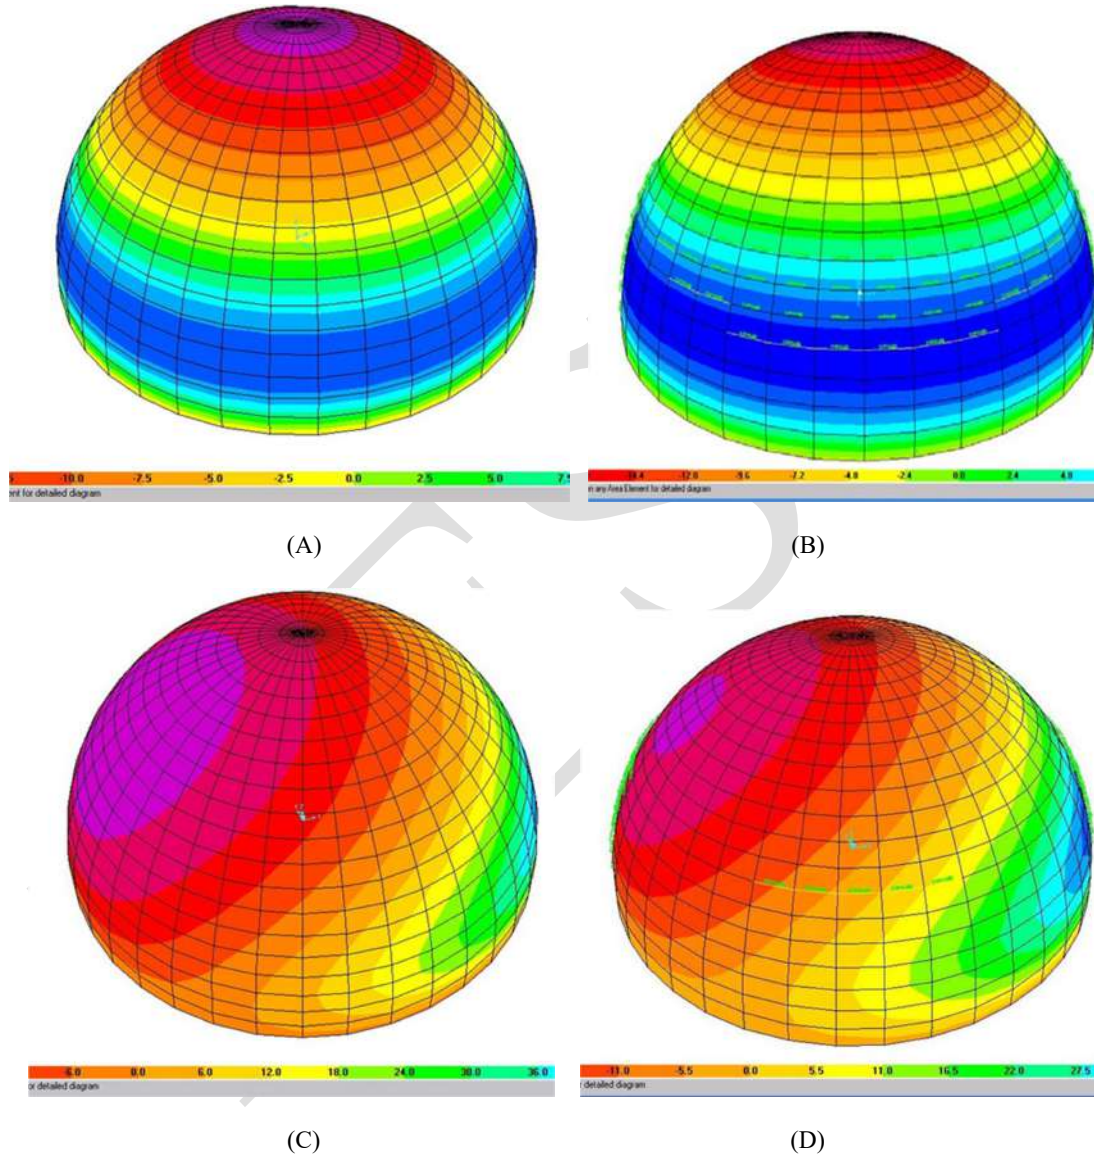 -10.0 -7.5 -5.0 -2.5 0.0 2.5 5.0 7.5
ent for detailed diagram
-12.0 -9.6 -7.2 -4.8 -2.4 0.0 2.4 4.8
n any Area Element for detailed diagram
(A)
(B)
-6.0 0.0 6.0 12.0 18.0 24.0 30.0 36.0
or detailed diagram
-11.0 -5.5 0.0 5.5 11.0 16.5 22.0 27.5
detailed diagram
(C)
(D)